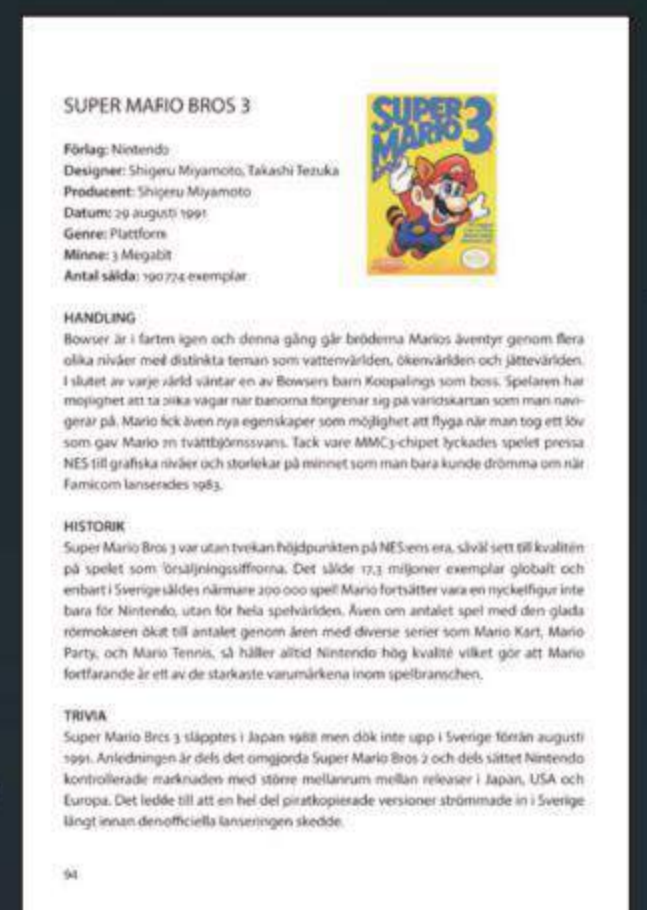 SUPER MARIO BROS 3
SUPER
MARIO 3
BROS
Förlag: Nintendo
Designer: Shigeru Miyamoto, Takashi Tezuka
Producent: Shigeru Miyamoto
Datum: 29 augusti 1991
Genre: Plattform
Minne: 3 Megabit
Antal sålda: 190 774 exemplar
HANDLING
Bowser är i farten igen och denna gång går bröderna Marios äventyr genom flera
olika nivåer med distinkta teman som vattenvärlden, ökenvärlden och jättevärlden.
I slutet av varje värld väntar en av Bowsers barn Koopalings som boss. Spelaren har
möjlighet att ta olika vägar när banorna förgrenar sig på världskartan som man navi-
gerar på. Mario fick även nya egenskaper som möjlighet att flyga när man tog ett löv
som gav Mario en tvättbjörnssvans. Tack vare MMC3-chipet lyckades spelet pressa
NES till grafiska nivåer och storlekar på minnet som man bara kunde drömma om när
Famicom lanserades 1983.
HISTORIK
Super Mario Bros 3 var utan tvekan höjdpunkten på NES:ens era, såväl sett till kvalitén
på spelet som försäljningssiffrorna. Det sålde 17,3 miljoner exemplar globalt och
enbart i Sverige såldes närmare 200 000 spel! Mario fortsätter vara en nyckelfigur inte
bara för Nintendo, utan för hela spelvärlden. Även om antalet spel med den glada
rörmokaren ökat till antalet genom åren med diverse serier som Mario Kart, Mario
Party, och Mario Tennis, så håller alltid Nintendo hög kvalité vilket gör att Mario
fortfarande är ett av de starkaste varumärkena inom spelbranschen.
TRIVIA
Super Mario Bros 3 släpptes i Japan 1988 men dök inte upp i Sverige förrän augusti
1991. Anledningen är dels det omgjorda Super Mario Bros 2 och dels sättet Nintendo
kontrollerade marknaden med större mellanrum mellan releaser i Japan, USA och
Europa. Det ledde till att en hel del piratkopierade versioner strömmade in i Sverige
långt innan denofficiella lanseringen skedde.
94